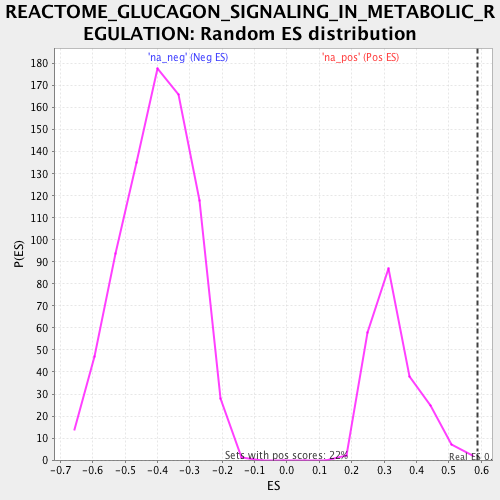 REACTOME_GLUCAGON_SIGNALING_IN_METABOLIC_R
EGULATION: Random ES distribution
'na_neg' (Neg ES)
'na_pos' (Pos ES)
180
170
160
150
140
130
120
110
100
90
80
70
60
50
40
30
20
10
0
P(ES)
Sets with pos scores: 22%
Real ES 0.
-0.7 -0.6 -0.5 -0.4 -0.3 -0.2 -0.1 0.0 0.1 0.2 0.3 0.4 0.5 0.6
ES